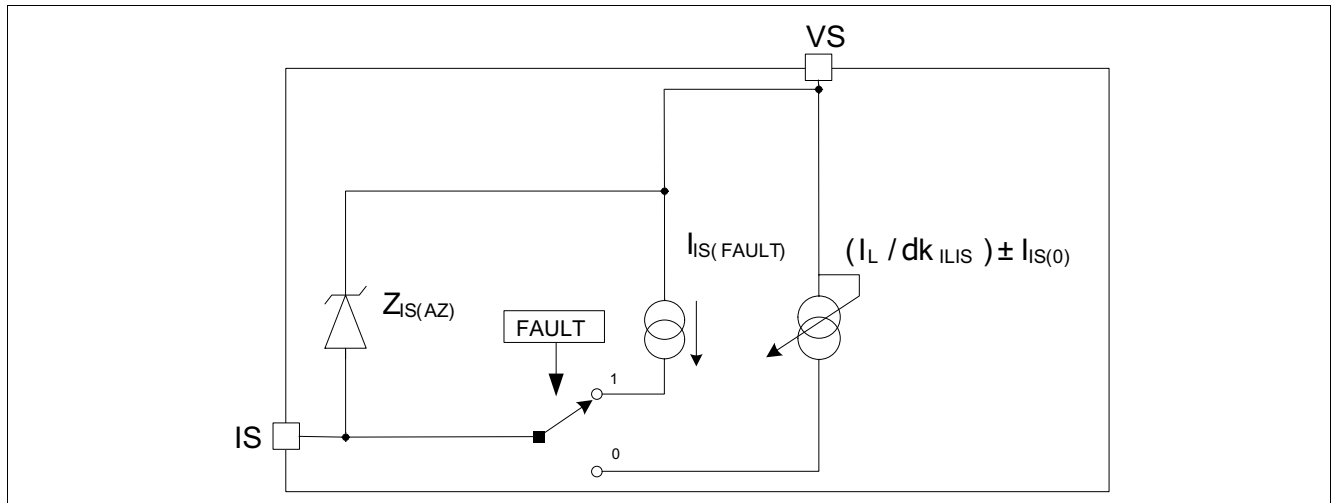 VS
I_IS(FAULT)
(I_L / dk_ILIS) ± I_IS(0)
Z_IS(AZ)
FAULT
1
IS
0